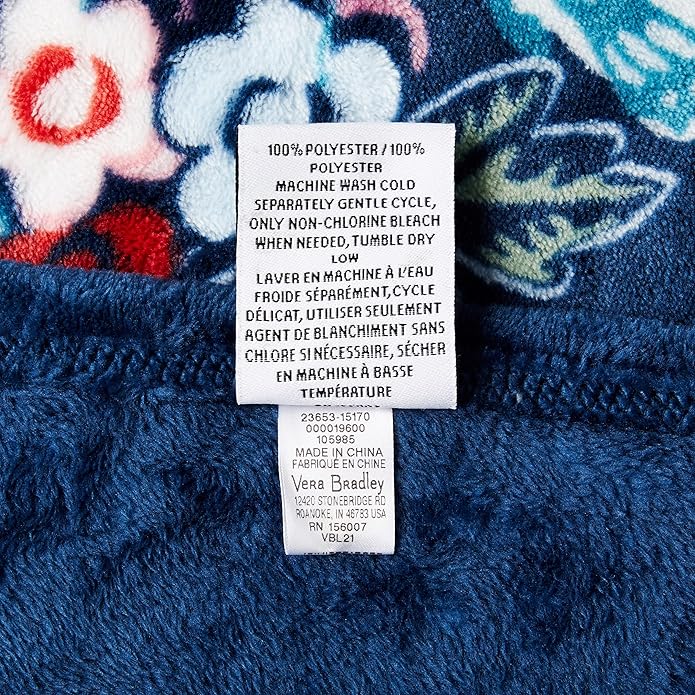 100% POLYESTER / 100%
POLYESTER
MACHINE WASH COLD
SEPARATELY GENTLE CYCLE,
ONLY NON-CHLORINE BLEACH
WHEN NEEDED, TUMBLE DRY
LOW
LAVER EN MACHINE À L'EAU
FROIDE SÉPARÉMENT,CYCLE
DÉLICAT, UTILISER SEULEMENT
AGENT DE BLANCHIMENT SANS
CHLORE SI NÉCESSAIRE, SÉCHER
EN MACHINE À BASSE
TEMPÉRATURE
23653-15170
000019600
105985
MADE IN CHINA
FABRIQUÉ EN CHINE
Vera Bradley
12420 STONEBRIDGE RD
ROANOKE, IN 46783 USA
RN 156007
VBL21